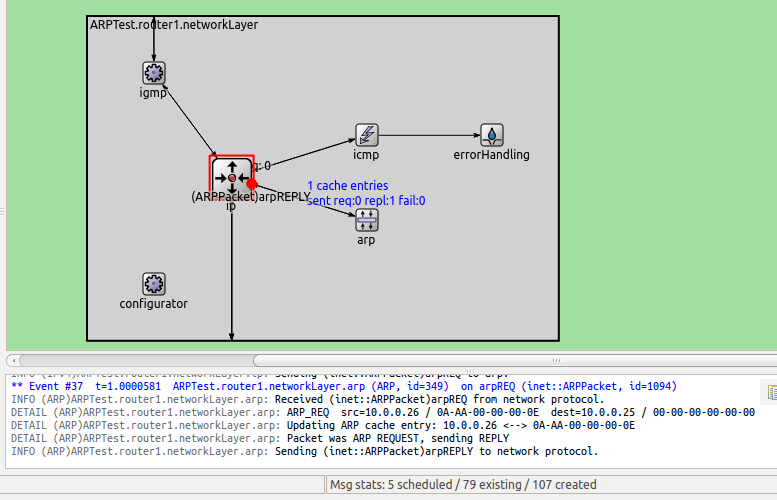 ARPTest.router1.networkLayer
igmp
q: 0
icmp
errorHandling
1 cache entries
(ARPPacket)arpREPLY
sent req:0 repl:1 fail:0
ip
arp
configurator
INFO (IPv4)ARPTest.router1.networkLayer.ip: Sending (inet::ARPPacket)arpREQ to arp.
** Event #37 t=1.0000581 ARPTest.router1.networkLayer.arp (ARP, id=349) on arpREQ (inet::ARPPacket, id=1094)
INFO (ARP)ARPTest.router1.networkLayer.arp: Received (inet::ARPPacket)arpREQ from network protocol.
DETAIL (ARP)ARPTest.router1.networkLayer.arp: ARP_REQ src=10.0.0.26 / 0A-AA-00-00-00-0E dest=10.0.0.25 / 00-00-00-00-00-00
DETAIL (ARP)ARPTest.router1.networkLayer.arp: Updating ARP cache entry: 10.0.0.26 <--> 0A-AA-00-00-00-0E
DETAIL (ARP)ARPTest.router1.networkLayer.arp: Packet was ARP REQUEST, sending REPLY
INFO (ARP)ARPTest.router1.networkLayer.arp: Sending (inet::ARPPacket)arpREPLY to network protocol.
Msg stats: 5 scheduled / 79 existing / 107 created